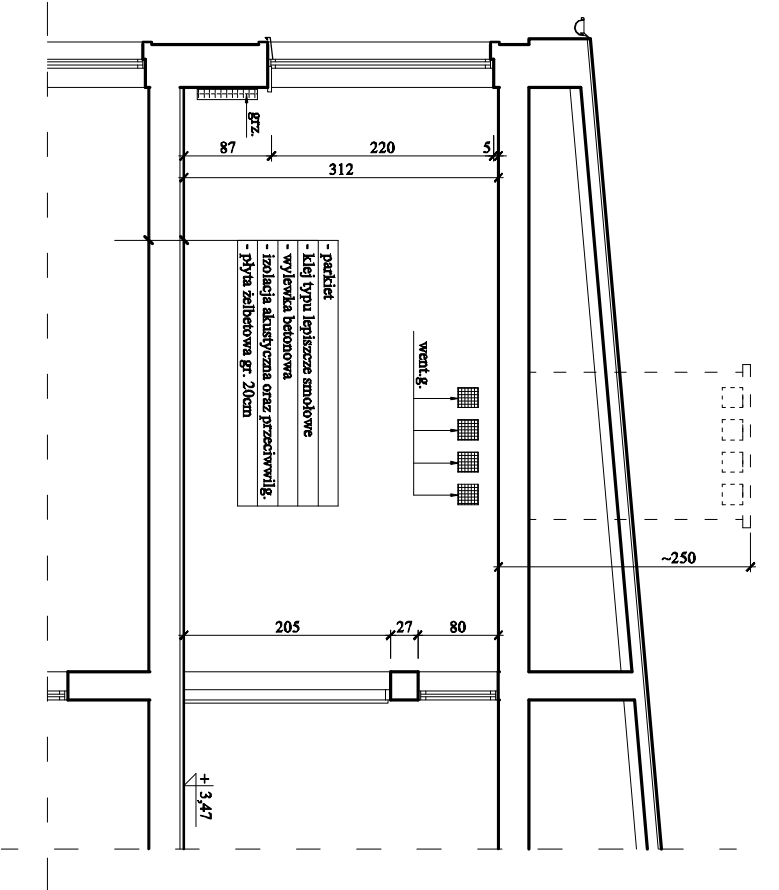 grz.
87
220
5
312
- parkiet
- klej typu lepiszcze smołowe
- wylewka betonowa
- izolacja akustyczna oraz przeciwwilg.
- płyta żelbetowa gr. 20cm
went.g.
~250
205
27
80
+ 3,47